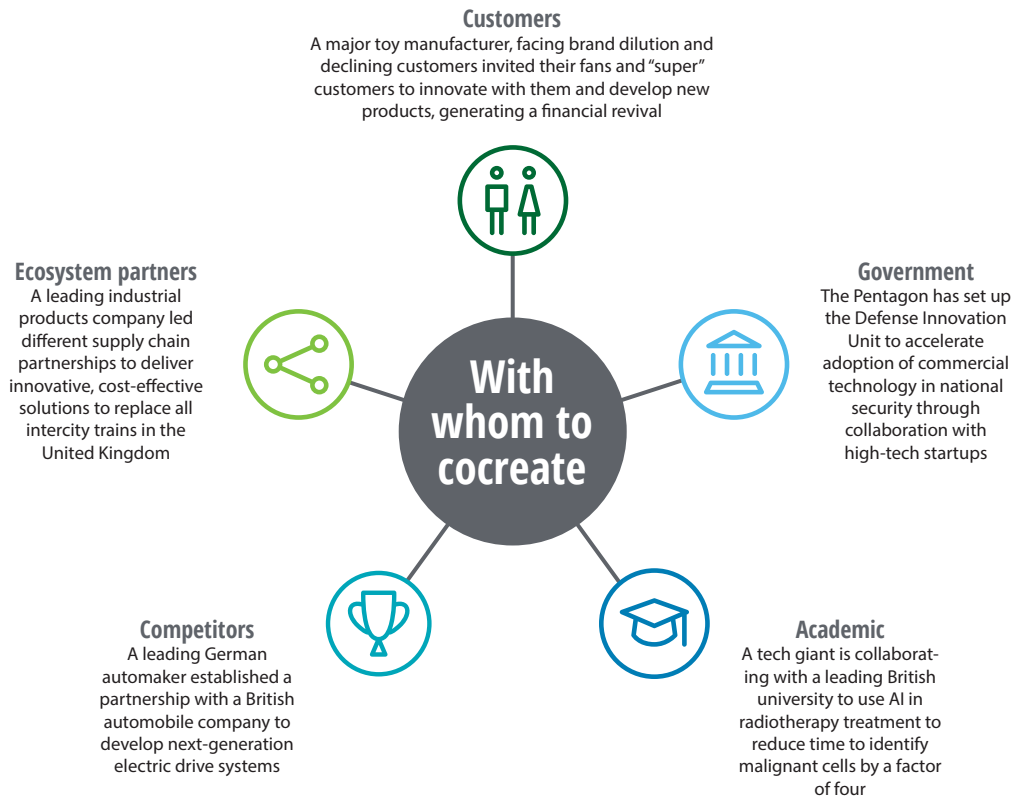 Customers
A major toy manufacturer, facing brand dilution and
declining customers invited their fans and “super”
customers to innovate with them and develop new
products, generating a financial revival
Ecosystem partners
A leading industrial
products company led
different supply chain
partnerships to deliver
innovative, cost-effective
solutions to replace all
intercity trains in the
United Kingdom
With
whom to
cocreate
Government
The Pentagon has set up
the Defense Innovation
Unit to accelerate
adoption of commercial
technology in national
security through
collaboration with
high-tech startups
Competitors
A leading German
automaker established a
partnership with a British
automobile company to
develop next-generation
electric drive systems
Academic
A tech giant is collaborat-
ing with a leading British
university to use AI in
radiotherapy treatment to
reduce time to identify
malignant cells by a factor
of four